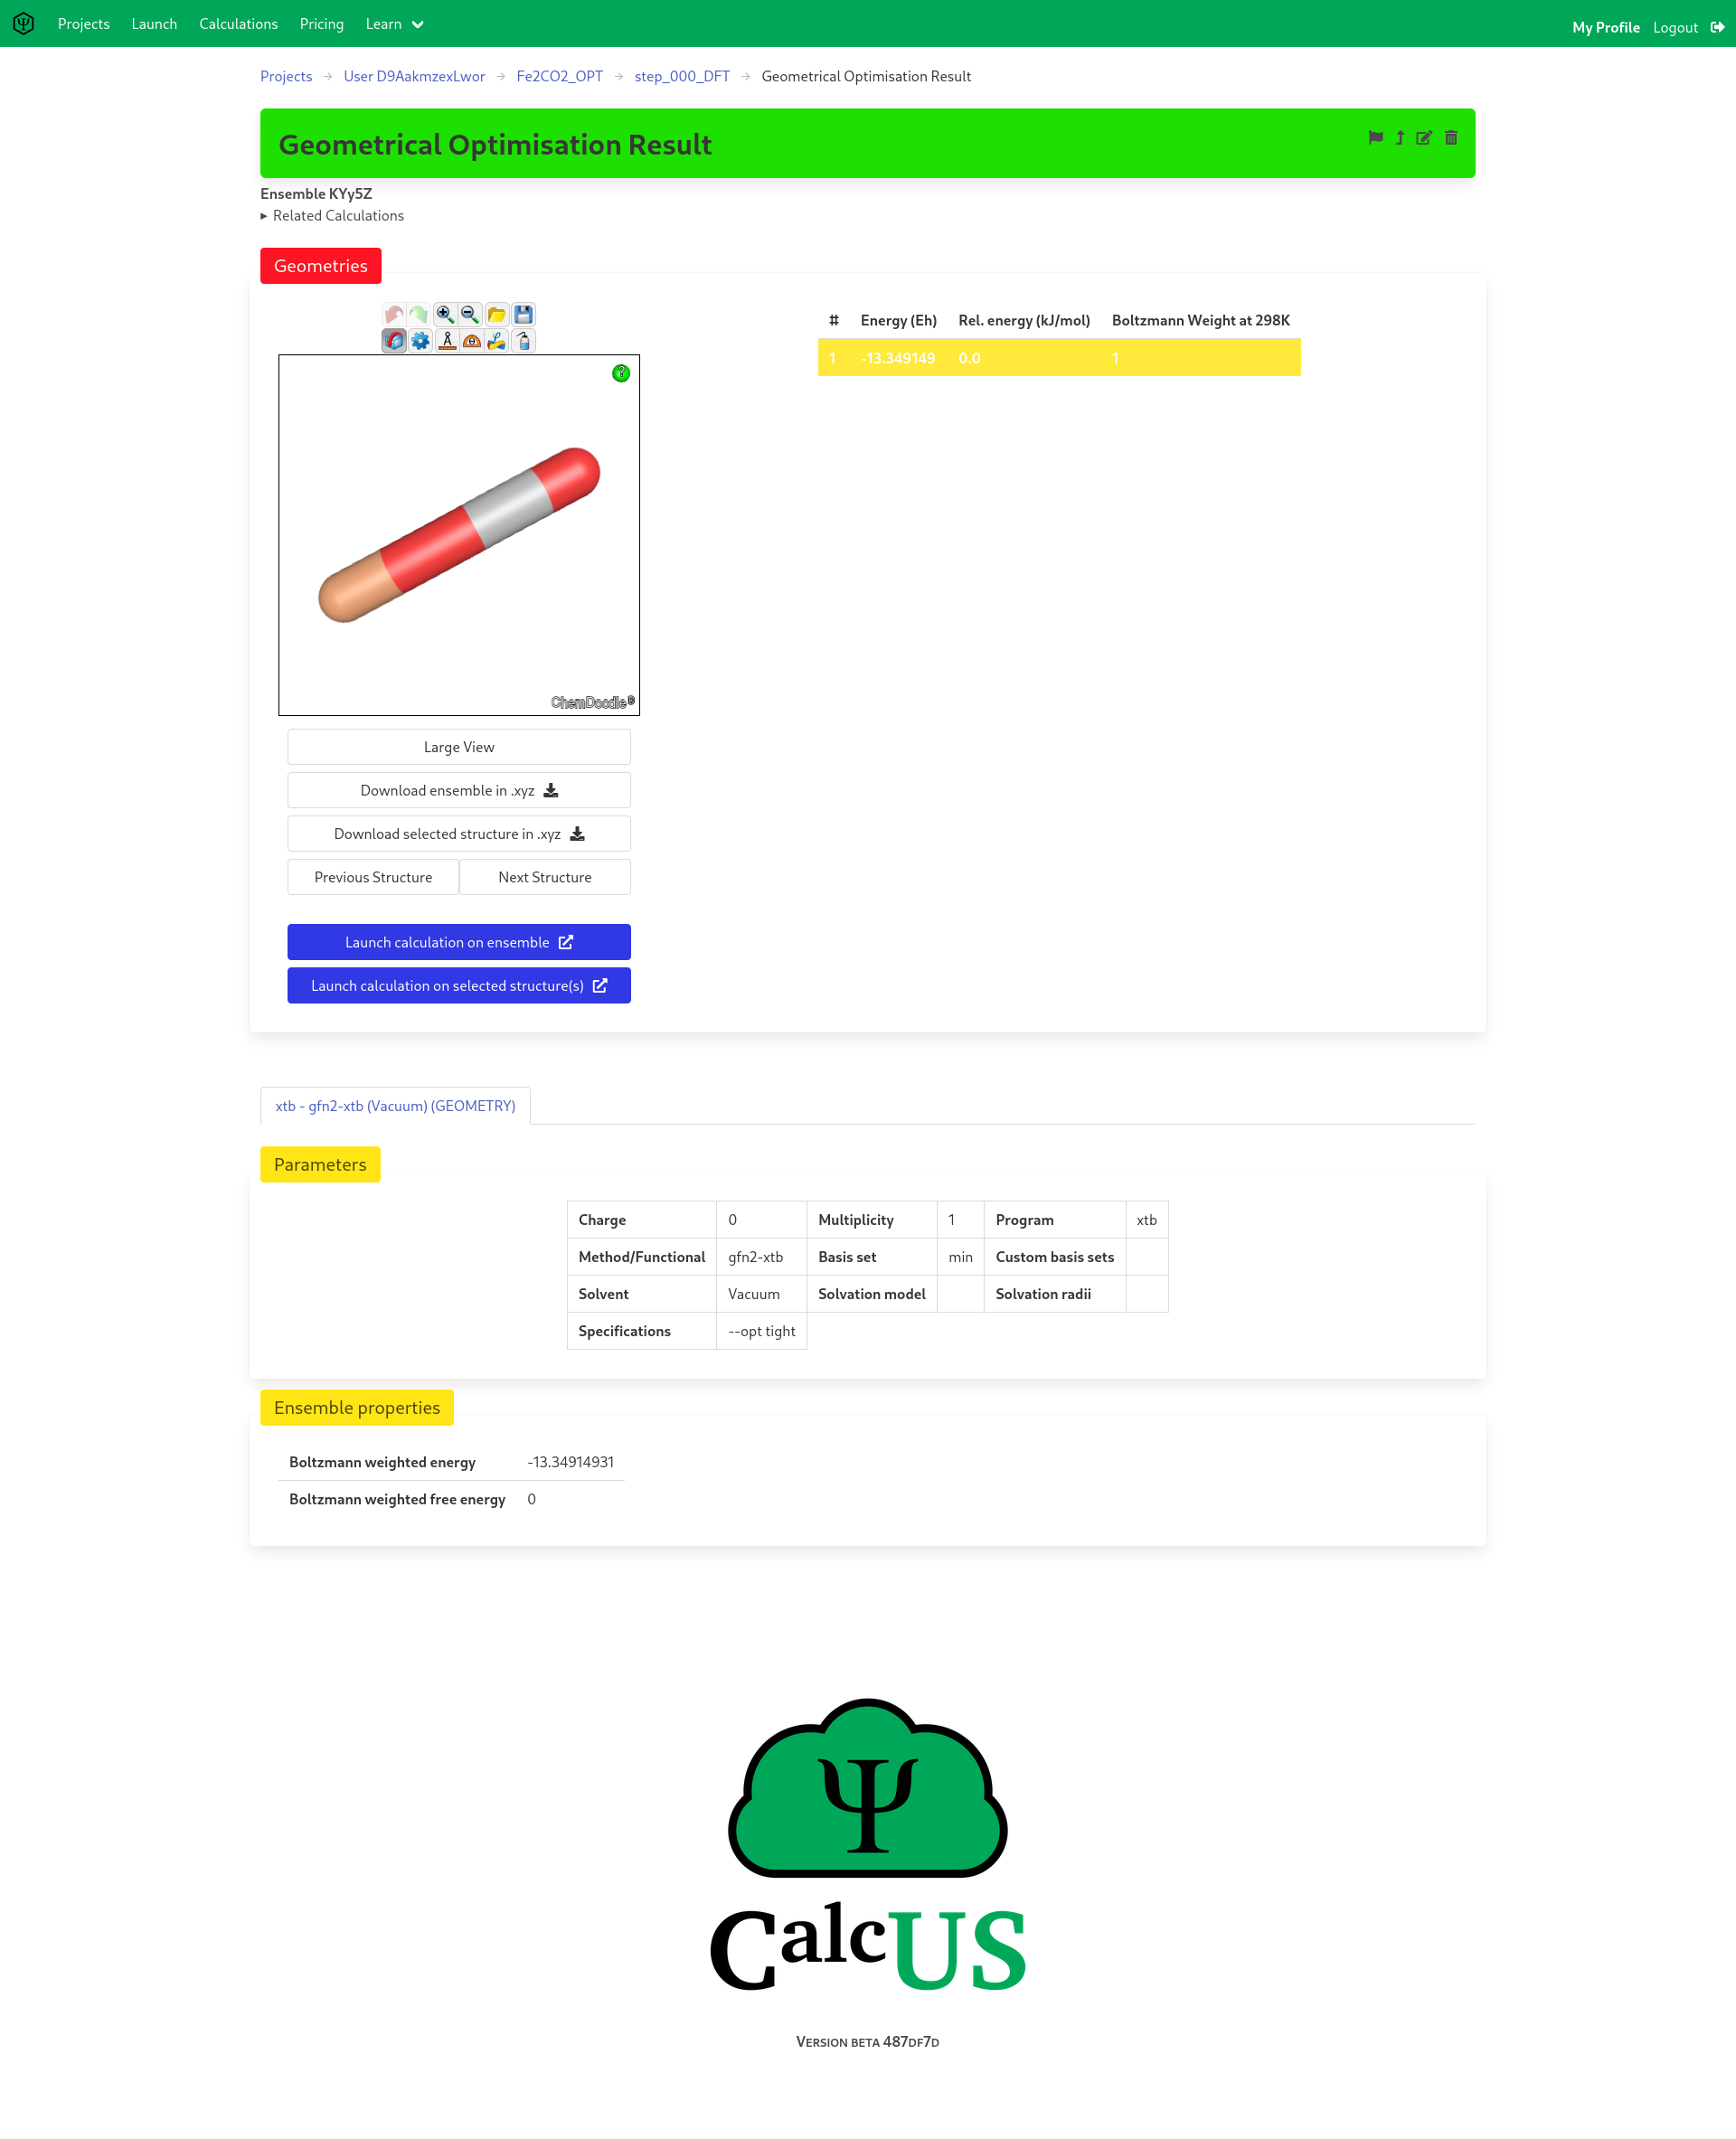 Projects Launch Calculations Pricing Learn My Profile Logout
Projects → User D9AakmzexLwor → Fe2CO2_OPT → step_000_DFT → Geometrical Optimisation Result
Geometrical Optimisation Result
Ensemble KYy5Z
▸ Related Calculations
Geometries
# Energy (Eh) Rel. energy (kJ/mol) Boltzmann Weight at 298K
1 -13.349149 0.0 1
?
ChemDoodle®
Large View
Download ensemble in .xyz
Download selected structure in .xyz
Previous Structure Next Structure
Launch calculation on ensemble
Launch calculation on selected structure(s)
xtb - gfn2-xtb (Vacuum) (GEOMETRY)
Parameters
Charge 0 Multiplicity 1 Program xtb
Method/Functional gfn2-xtb Basis set min Custom basis sets
Solvent Vacuum Solvation model Solvation radii
Specifications --opt tight
Ensemble properties
Boltzmann weighted energy -13.34914931
Boltzmann weighted free energy 0
Ψ
CalcUS
Version beta 487df7d